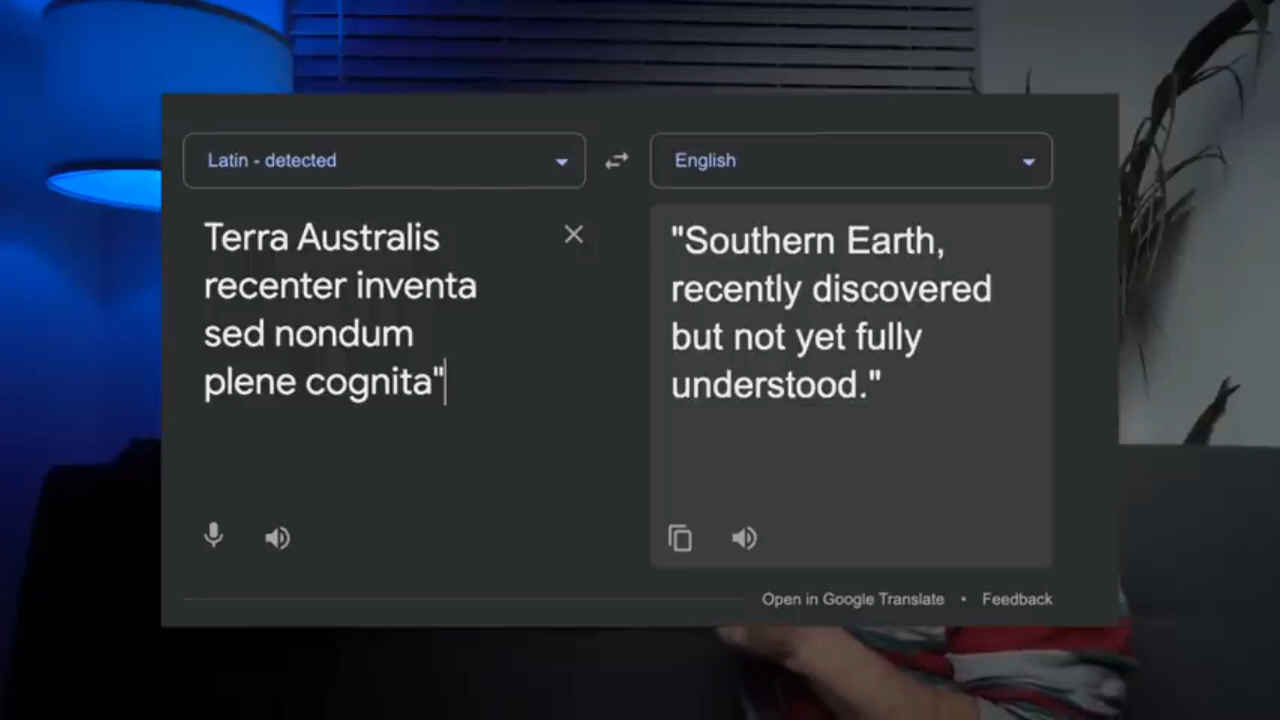 Latin - detected
English
Terra Australis
recenter inventa
sed nondum
plene cognita"
"Southern Earth,
recently discovered
but not yet fully
understood."
Open in Google Translate • Feedback